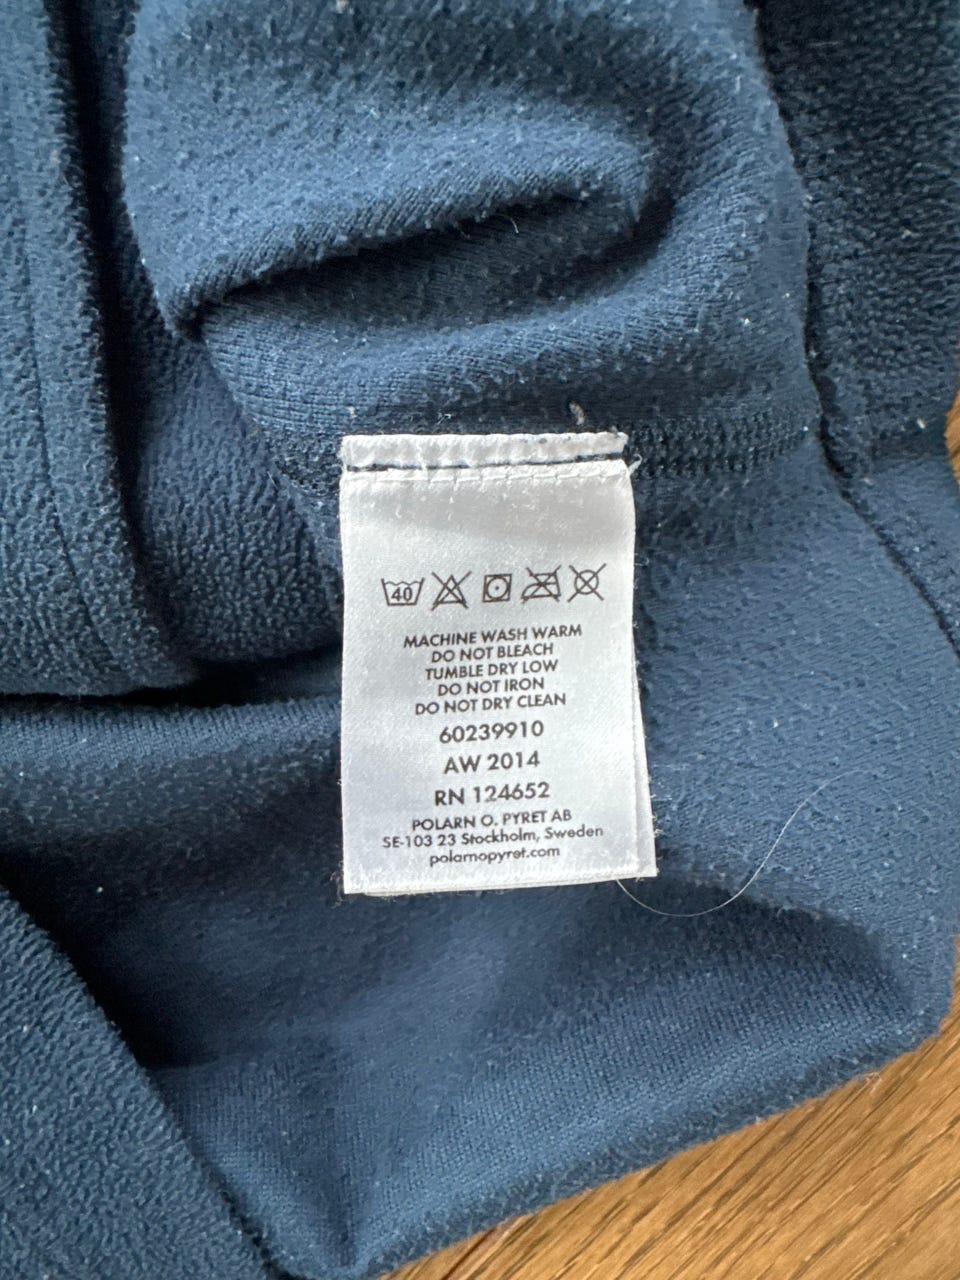 40
MACHINE WASH WARM
DO NOT BLEACH
TUMBLE DRY LOW
DO NOT IRON
DO NOT DRY CLEAN
60239910
AW 2014
RN 124652
POLARN O. PYRET AB
SE-103 23 Stockholm, Sweden
polarnopyret.com